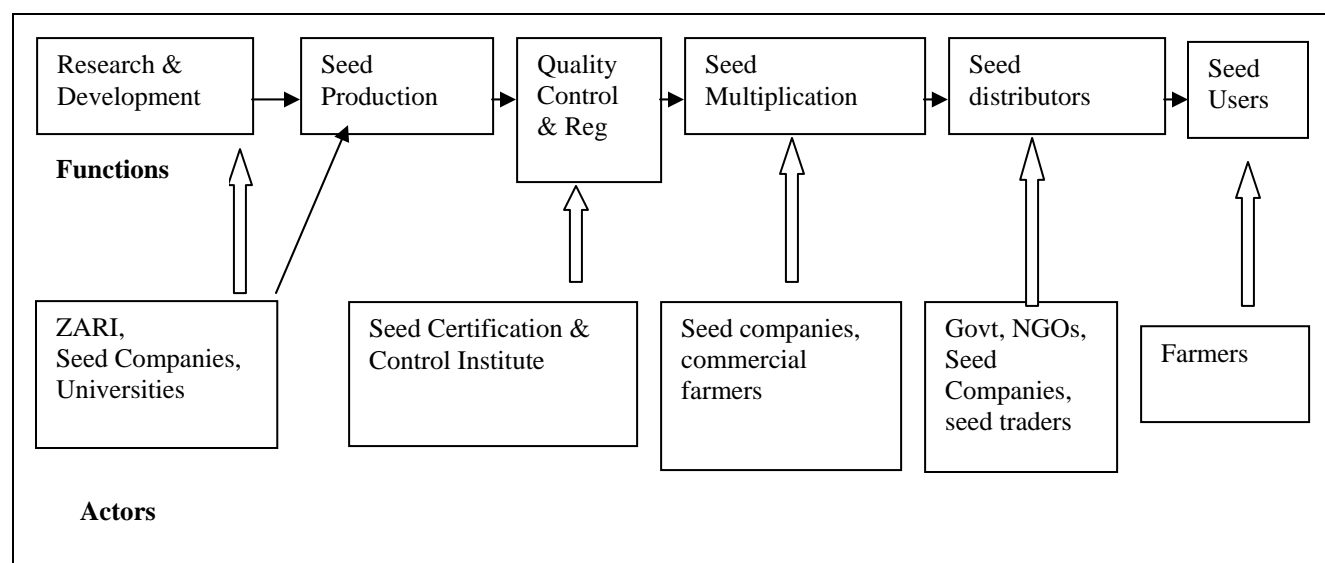 Research &
Development
Seed
Production
Quality
Control
& Reg
Seed
Multiplication
Seed
distributors
Seed
Users
Functions
ZARI,
Seed Companies,
Universities
Seed Certification &
Control Institute
Seed companies,
commercial
farmers
Govt, NGOs,
Seed
Companies,
seed traders
Farmers
Actors